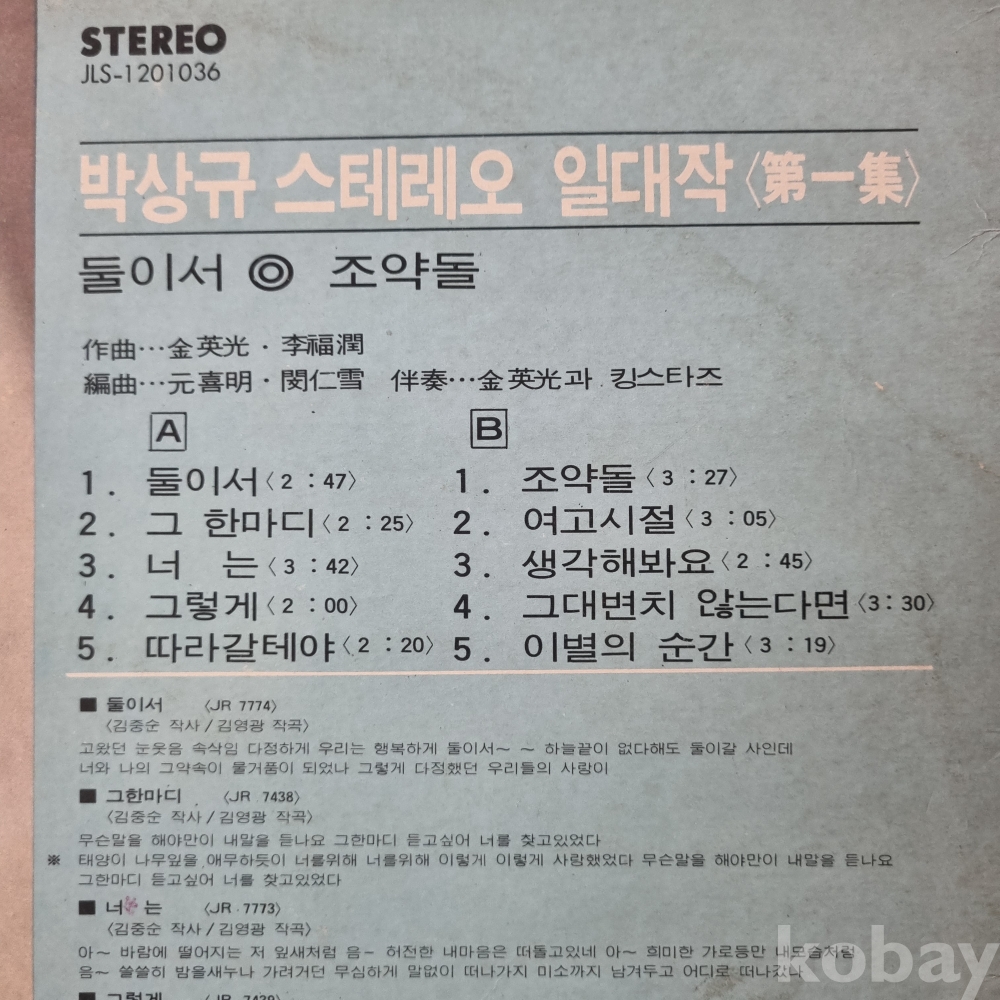 STEREO
JLS-1201036
박상규 스테레오 일대작〈第一集〉
둘이서 ◎ 조약돌
作曲…金英光・李福潤
編曲…元喜明・閔仁雪 伴奏…金英光과 킹스타즈
A B
1. 둘이서〈2:47〉 1. 조약돌〈3:27〉
2. 그 한마디〈2:25〉 2. 여고시절〈3:05〉
3. 너 는〈3:42〉 3. 생각해봐요〈2:45〉
4. 그렇게〈2:00〉 4. 그대변치 않는다면〈3:30〉
5. 따라갈테야〈2:20〉 5. 이별의 순간〈3:19〉
■ 둘이서 〈JR 7774〉
〈김중순 작사/김영광 작곡〉
고왔던 눈웃음 속삭임 다정하게 우리는 행복하게 둘이서~ ~ 하늘끝이 없다해도 둘이갈 사인데
너와 나의 그약속이 물거품이 되었나 그렇게 다정했던 우리들의 사랑이
■ 그한마디 〈JR 7438〉
〈김중순 작사/김영광 작곡〉
무슨말을 해야만이 내말을 듣나요 그한마디 듣고싶어 너를 찾고있었다
※ 태양이 나무잎을 애무하듯이 너를위해 너를위해 이렇게 이렇게 사랑했었다 무슨말을 해야만이 내말을 듣나요
그한마디 듣고싶어 너를 찾고있었다
■ 너 는 〈JR 7773〉
〈김중순 작사/김영광 작곡〉
아~ 바람에 떨어지는 저 잎새처럼 음- 허전한 내마음은 떠돌고있네 아~ 희미한 가로등만 내모습처럼
음~ 쓸쓸히 밤을새누나 가려거던 무심하게 말없이 떠나가지 미소까지 남겨두고 어디로 떠나갔나
■ 그렇게 〈JR 7439〉
kobay